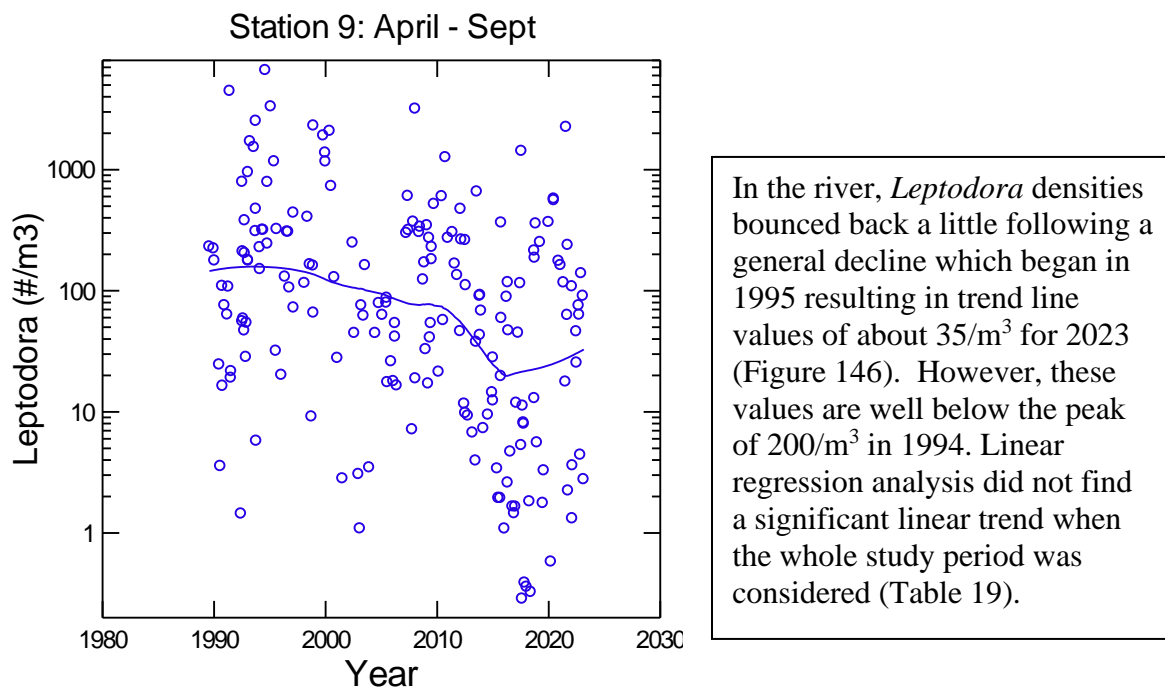 Station 9: April - Sept
Leptodora (#/m3)
1000
100
10
1
1980 1990 2000 2010 2020 2030
Year
In the river, Leptodora densities
bounced back a little following a
general decline which began in
1995 resulting in trend line
values of about 35/m³ for 2023
(Figure 146).  However, these
values are well below the peak
of 200/m³ in 1994. Linear
regression analysis did not find
a significant linear trend when
the whole study period was
considered (Table 19).